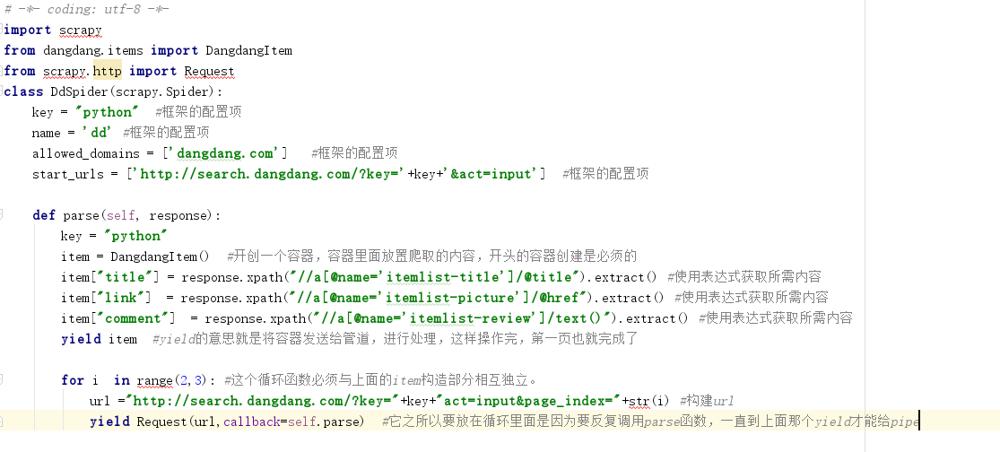 # -*- coding: utf-8 -*-
import scrapy
from dangdang.items import DangdangItem
from scrapy.http import Request
class DdSpider(scrapy.Spider):
    key = "python"  #框架的配置项
    name = 'dd' #框架的配置项
    allowed_domains = ['dangdang.com']   #框架的配置项
    start_urls = ['http://search.dangdang.com/?key='+key+'&act=input']  #框架的配置项
    def parse(self, response):
        key = "python"
        item = DangdangItem()  #开创一个容器，容器里面放置爬取的内容，开头的容器创建是必须的
        item["title"] = response.xpath("//a[@name='itemlist-title']/@title").extract() #使用表达式获取所需内容
        item["link"]  = response.xpath("//a[@name='itemlist-picture']/@href").extract() #使用表达式获取所需内容
        item["comment"]  = response.xpath("//a[@name='itemlist-review']/text()").extract() #使用表达式获取所需内容
        yield item  #yield的意思就是将容器发送给管道，进行处理，这样操作完，第一页也就完成了
        for i  in range(2,3): #这个循环函数必须与上面的item构造部分相互独立。
            url ="http://search.dangdang.com/?key="+key+"act=input&page_index="+str(i) #构建url
            yield Request(url,callback=self.parse)  #它之所以要放在循环里面是因为要反复调用parse函数，一直到上面那个yield才能给pipe